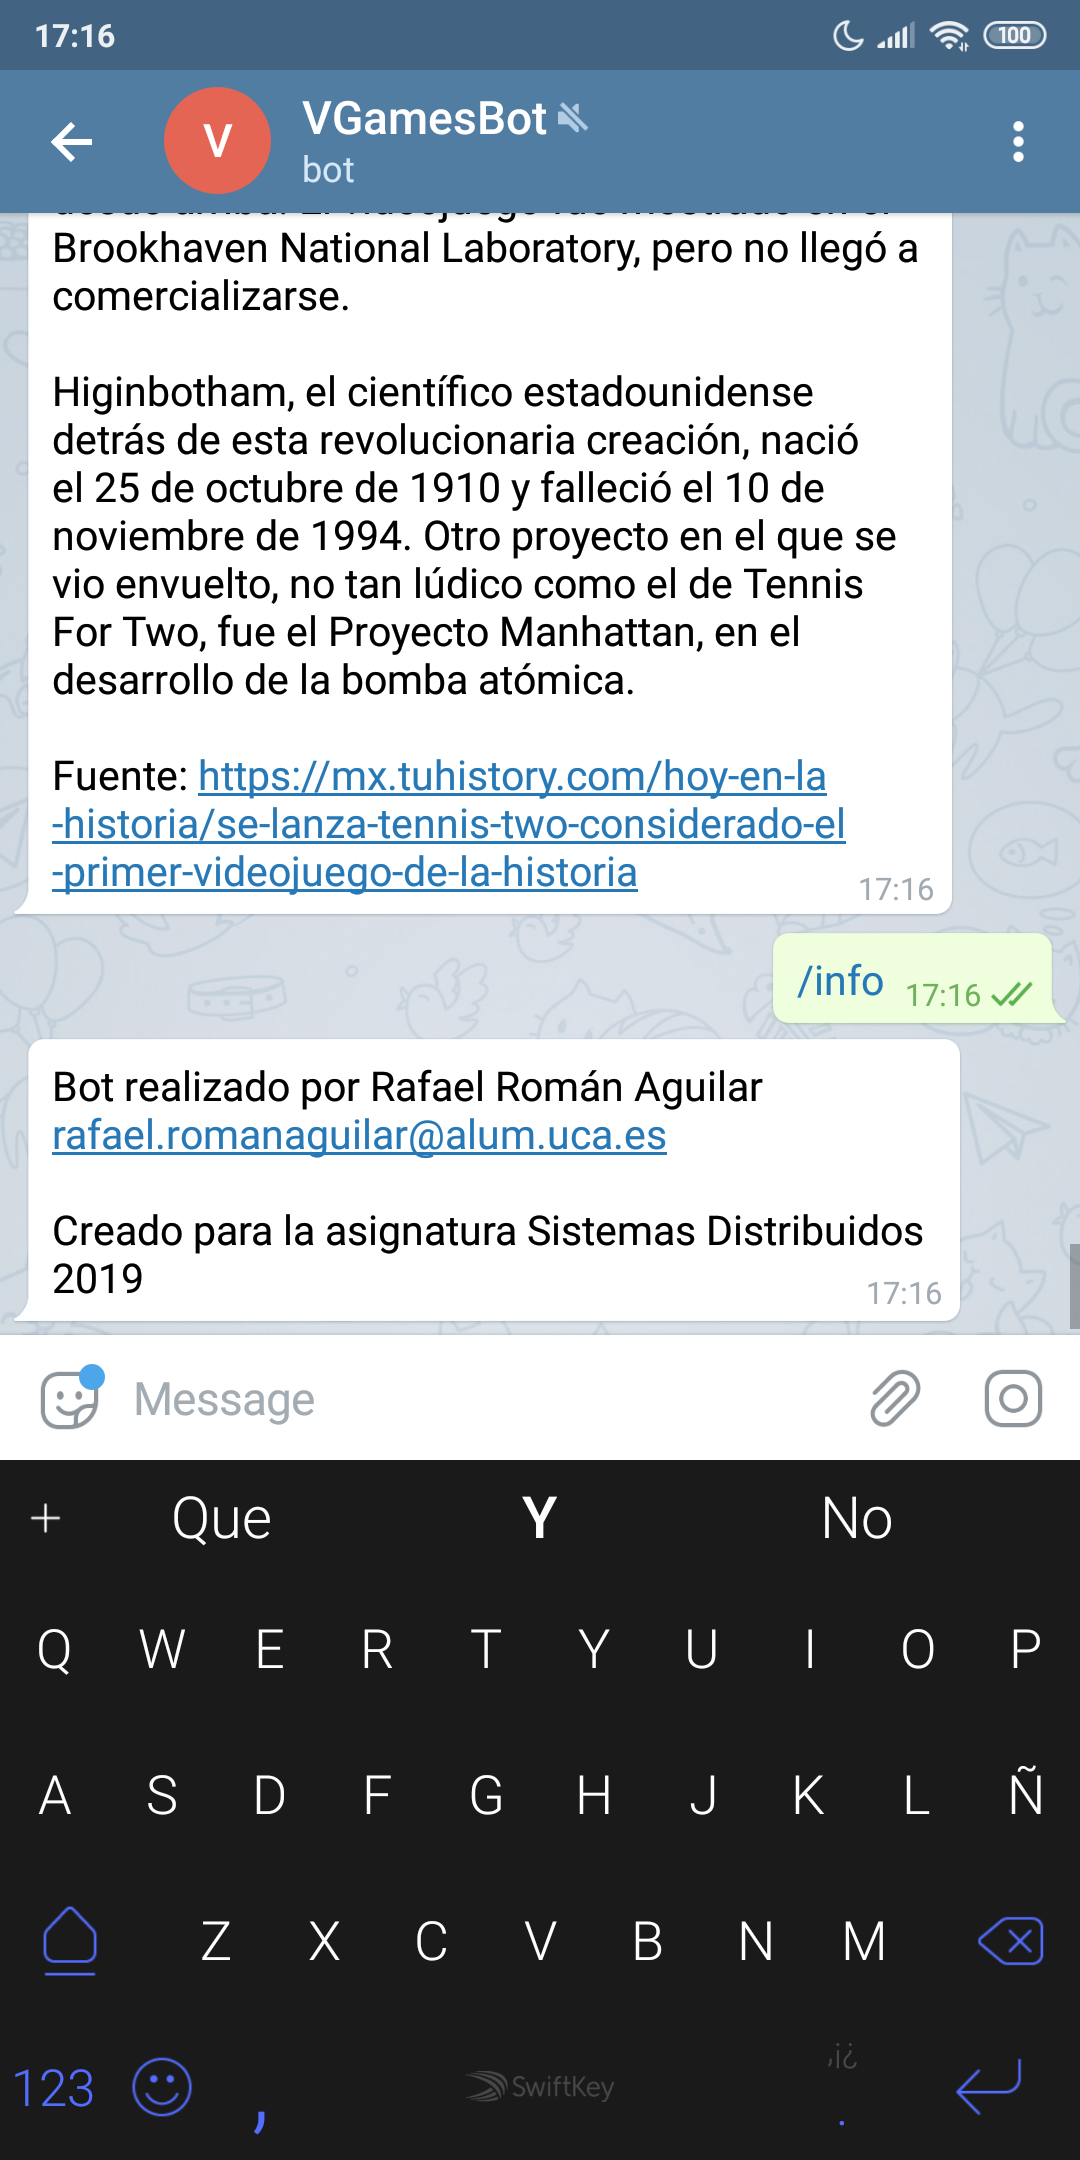 17:16
100
V
VGamesBot
bot
Brookhaven National Laboratory, pero no llegó a
comercializarse.
Higinbotham, el científico estadounidense
detrás de esta revolucionaria creación, nació
el 25 de octubre de 1910 y falleció el 10 de
noviembre de 1994. Otro proyecto en el que se
vio envuelto, no tan lúdico como el de Tennis
For Two, fue el Proyecto Manhattan, en el
desarrollo de la bomba atómica.
Fuente: https://mx.tuhistory.com/hoy-en-la
-historia/se-lanza-tennis-two-considerado-el
-primer-videojuego-de-la-historia
17:16
/info 17:16
Bot realizado por Rafael Román Aguilar
rafael.romanaguilar@alum.uca.es
Creado para la asignatura Sistemas Distribuidos
2019
17:16
Message
+ Que Y No
Q W E R T Y U I O P
A S D F G H J K L Ñ
Z X C V B N M
,¡¿
123 , SwiftKey .